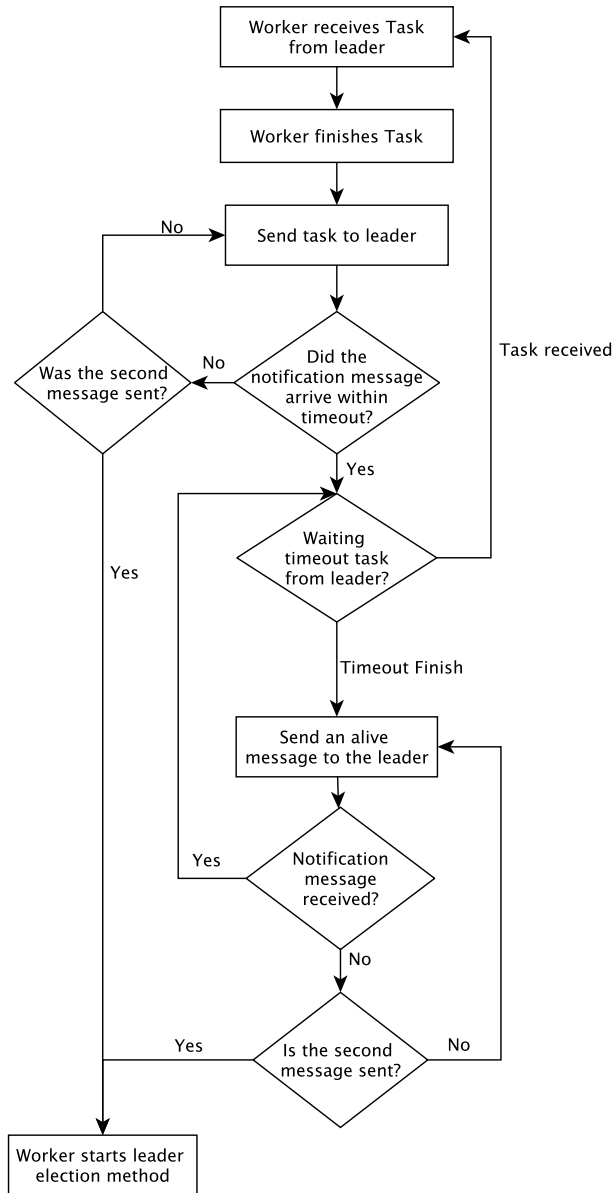 Worker receives Task
from leader
Worker finishes Task
No
Send task to leader
Task received
Was the second
message sent?
No
Did the
notification message
arrive within
timeout?
Yes
Waiting
timeout task
from leader?
Yes
Timeout Finish
Send an alive
message to the leader
Yes
Notification
message
received?
No
Yes
Is the second
message sent?
No
Worker starts leader
election method